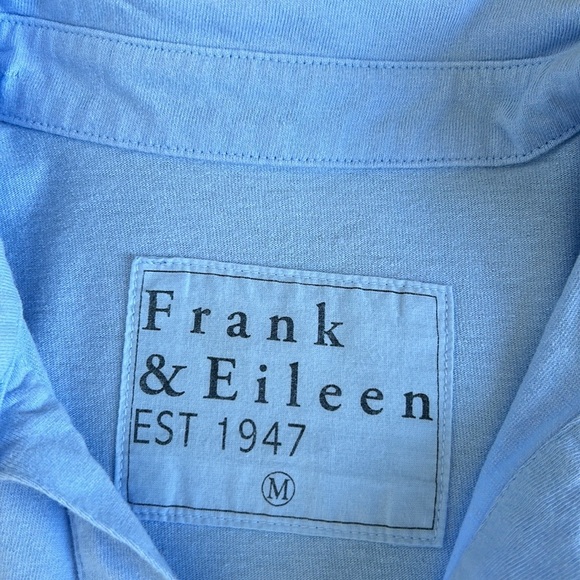 Frank
& Eileen
EST 1947
M